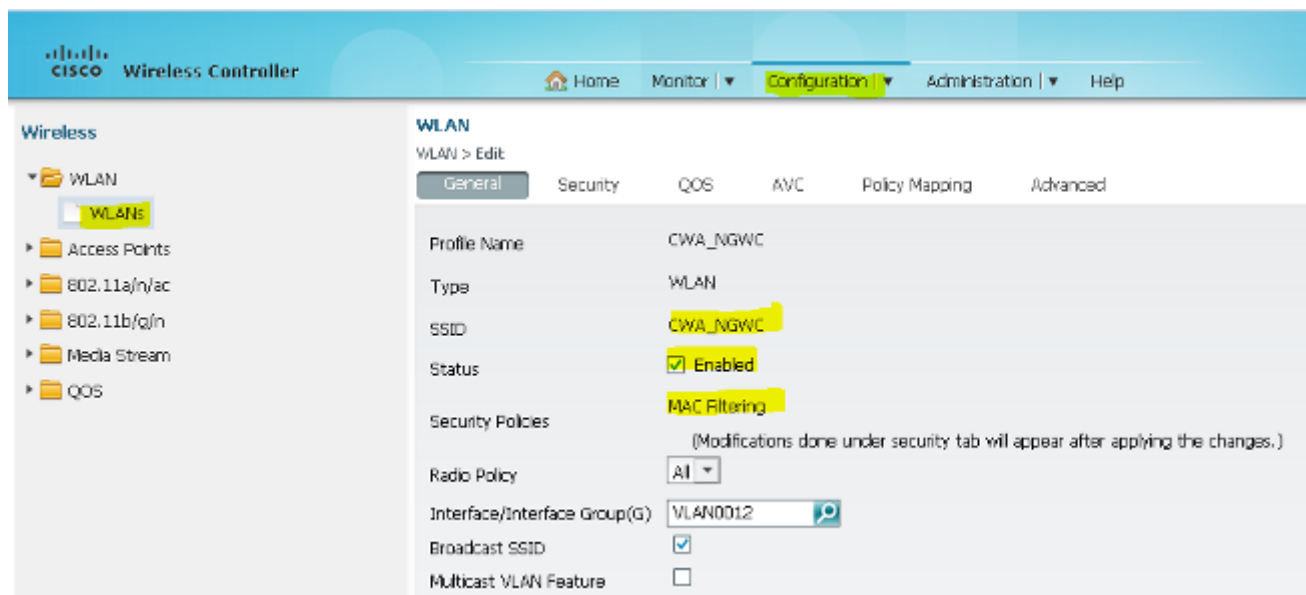 CISCO Wireless Controller
Home Monitor | ▼ Configuration | ▼ Administration | ▼ Help
Wireless
WLAN
WLANs
Access Points
802.11a/n/ac
802.11b/g/n
Media Stream
QOS
WLAN
WLAN > Edit
General Security QOS AVC Policy Mapping Advanced
Profile Name CWA_NGWC
Type WLAN
SSID CWA_NGWC
Status Enabled
Security Policies MAC Filtering
(Modifications done under security tab will appear after applying the changes.)
Radio Policy All
Interface/Interface Group(G) VLAN0012
Broadcast SSID
Multicast VLAN Feature